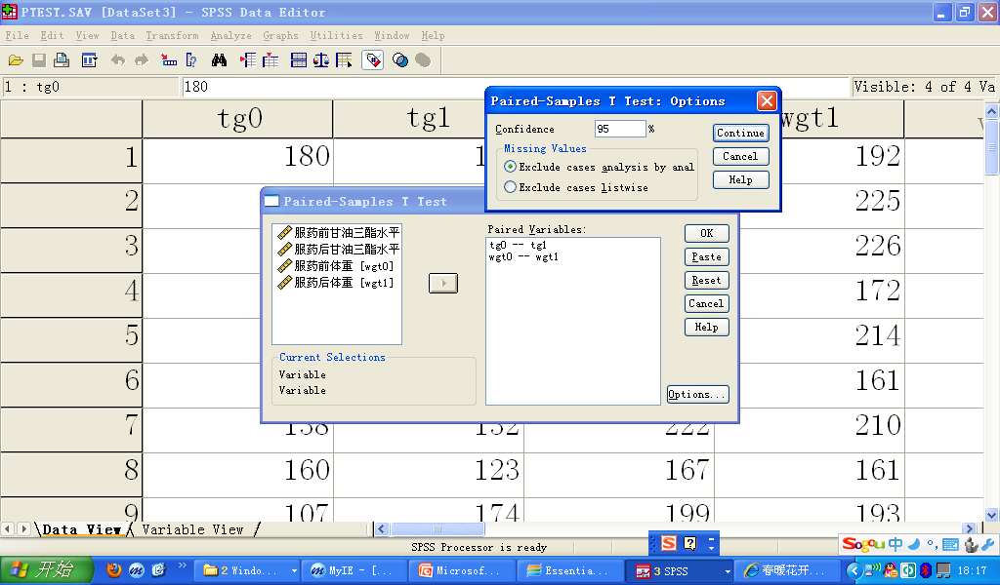 PTEST.SAV [DataSet3] - SPSS Data Editor
File Edit View Data Transform Analyze Graphs Utilities Window Help
1 : tg0 180 Visible: 4 of 4 Va
tg0 tg1 wgt1
1 180 192
2 225
3 226
4 172
5 214
6 161
7 138 132 222 210
8 160 123 167 161
9 107 174 199 193
Paired-Samples T Test: Options
Confidence 95 %
Missing Values
Exclude cases analysis by anal
Exclude cases listwise
Continue
Cancel
Help
Paired-Samples T Test
服药前甘油三酯水平
服药后甘油三酯水平
服药前体重 [wgt0]
服药后体重 [wgt1]
Current Selections
Variable
Variable
Paired Variables:
tg0 -- tg1
wgt0 -- wgt1
OK
Paste
Reset
Cancel
Help
Options...
Data View Variable View
SPSS Processor is ready
S ?
Sogou 中
开始 2 Windo... MyIE - [... Microsof... Essentia... 3 SPSS 春暖花开... 18:17